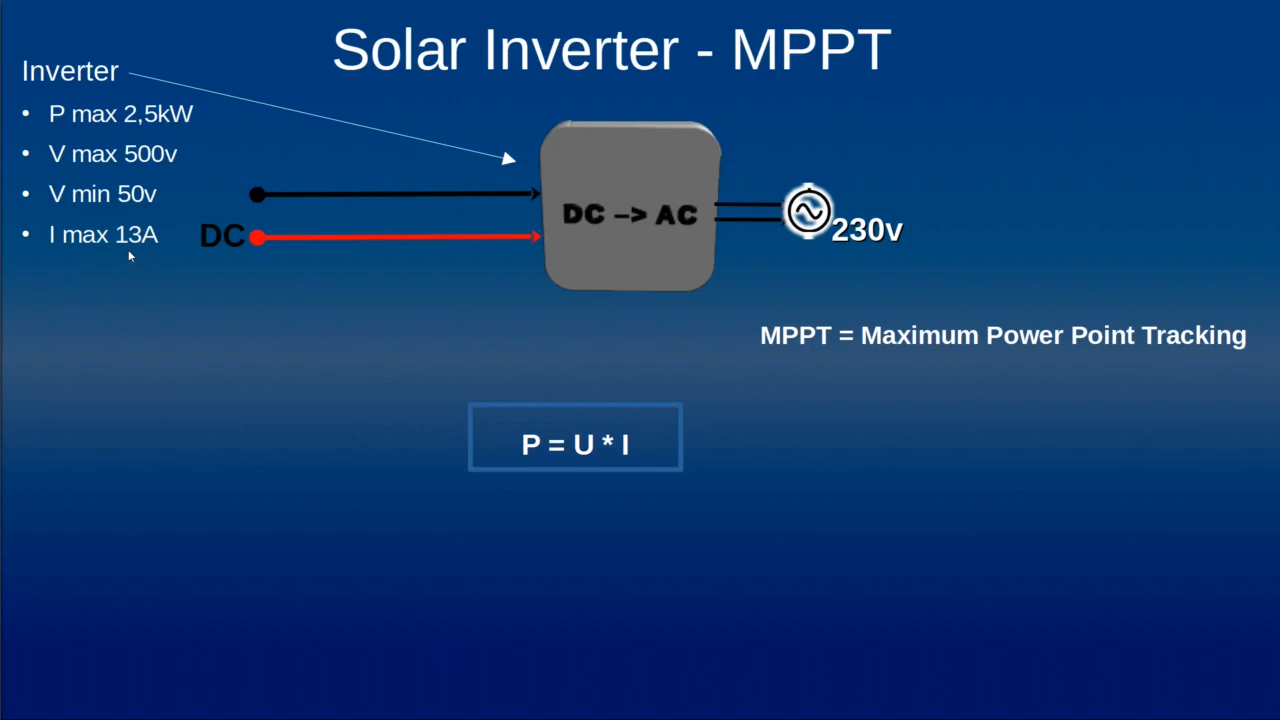 Solar Inverter - MPPT
Inverter
• P max 2,5kW
• V max 500v
• V min 50v
• I max 13A
DC
DC –> AC
230v
MPPT = Maximum Power Point Tracking
P = U * I